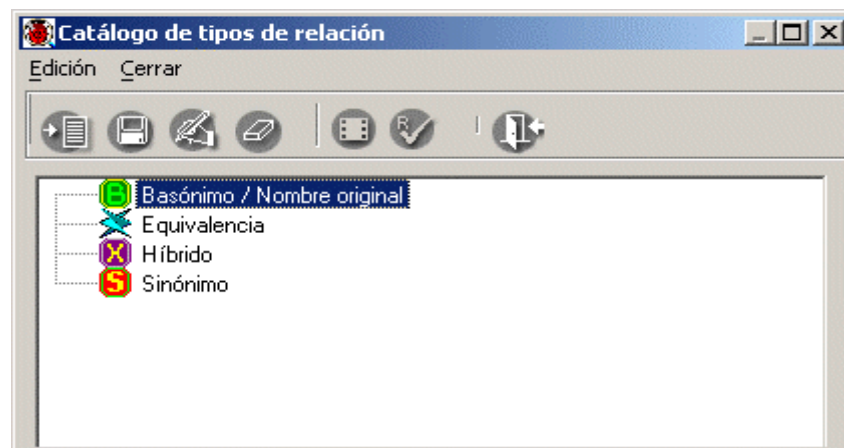 Catálogo de tipos de relación
Edición Cerrar
R
B Basónimo / Nombre original
Equivalencia
X Híbrido
S Sinónimo